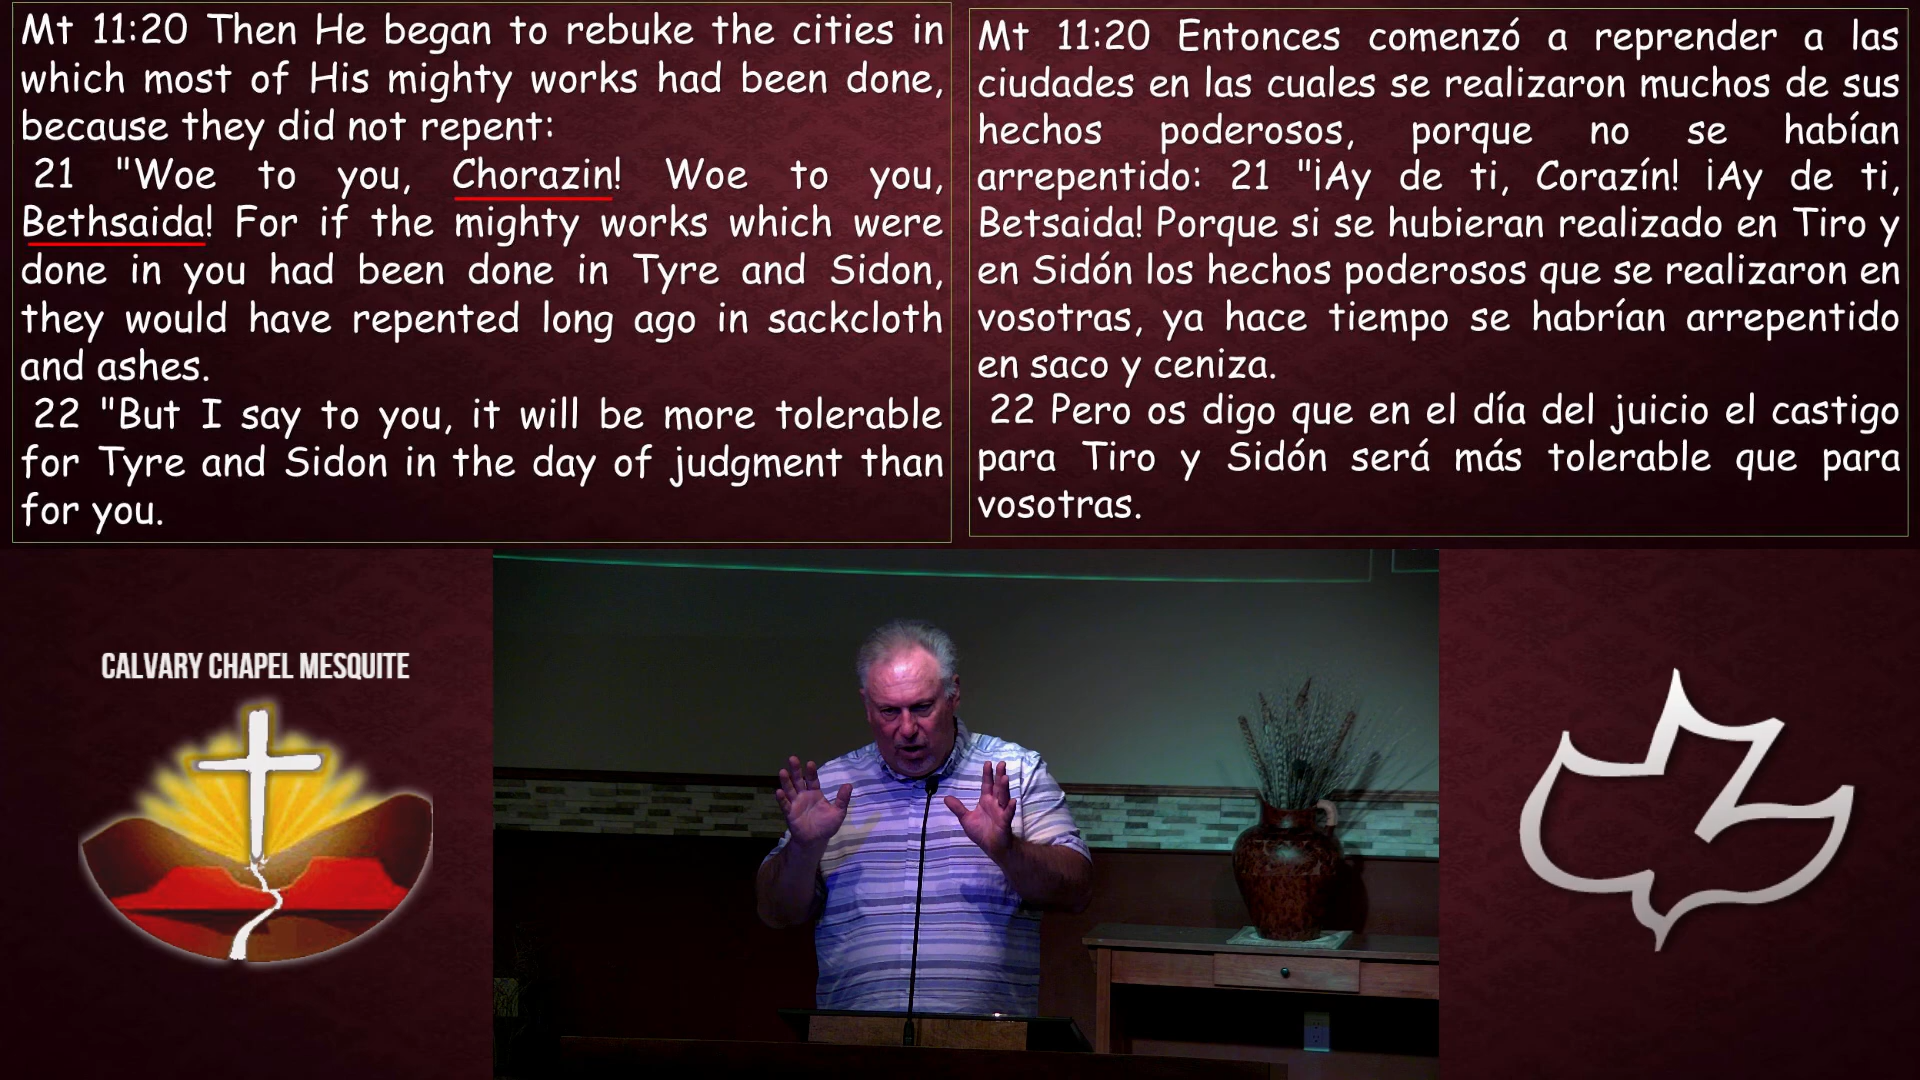 Mt 11:20 Then He began to rebuke the cities in
which most of His mighty works had been done,
because they did not repent:
21 "Woe to you, Chorazin! Woe to you,
Bethsaida! For if the mighty works which were
done in you had been done in Tyre and Sidon,
they would have repented long ago in sackcloth
and ashes.
22 "But I say to you, it will be more tolerable
for Tyre and Sidon in the day of judgment than
for you.
Mt 11:20 Entonces comenzó a reprender a las
ciudades en las cuales se realizaron muchos de sus
hechos poderosos, porque no se habían
arrepentido: 21 "¡Ay de ti, Corazín! ¡Ay de ti,
Betsaida! Porque si se hubieran realizado en Tiro y
en Sidón los hechos poderosos que se realizaron en
vosotras, ya hace tiempo se habrían arrepentido
en saco y ceniza.
22 Pero os digo que en el día del juicio el castigo
para Tiro y Sidón será más tolerable que para
vosotras.
CALVARY CHAPEL MESQUITE